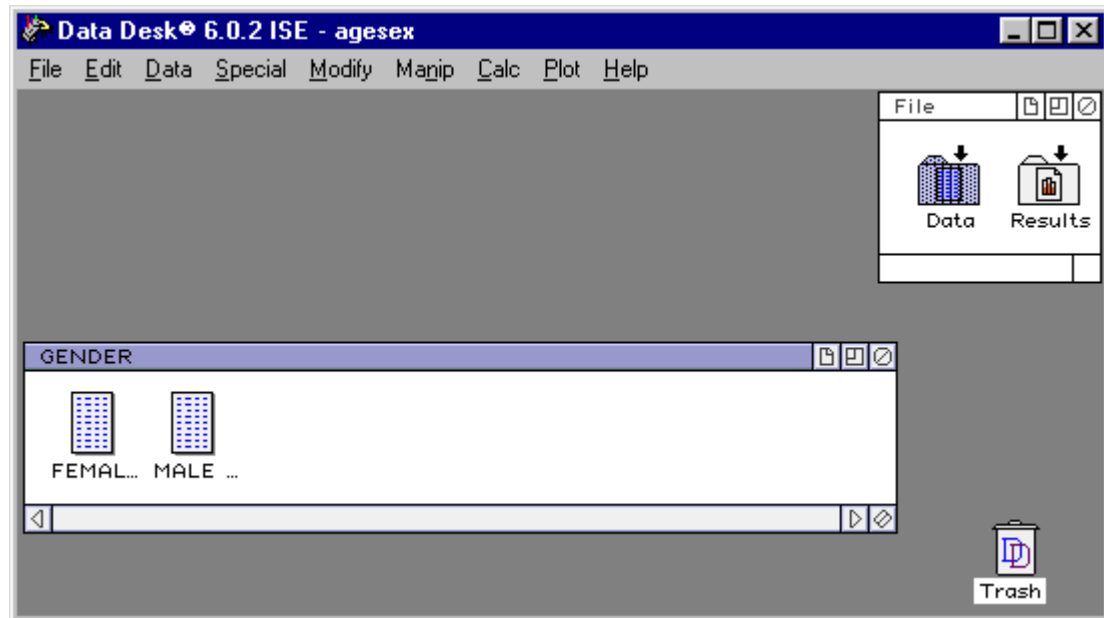 Data Desk® 6.0.2 ISE - agesex
File Edit Data Special Modify Manip Calc Plot Help
File
Data Results
GENDER
FEMAL... MALE ...
Trash